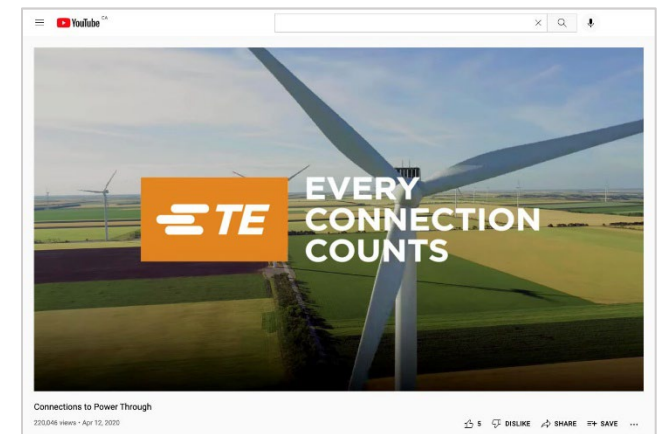 YouTube CA
TE
EVERY
CONNECTION
COUNTS
Connections to Power Through
220,046 views • Apr 12, 2020
5 DISLIKE SHARE SAVE